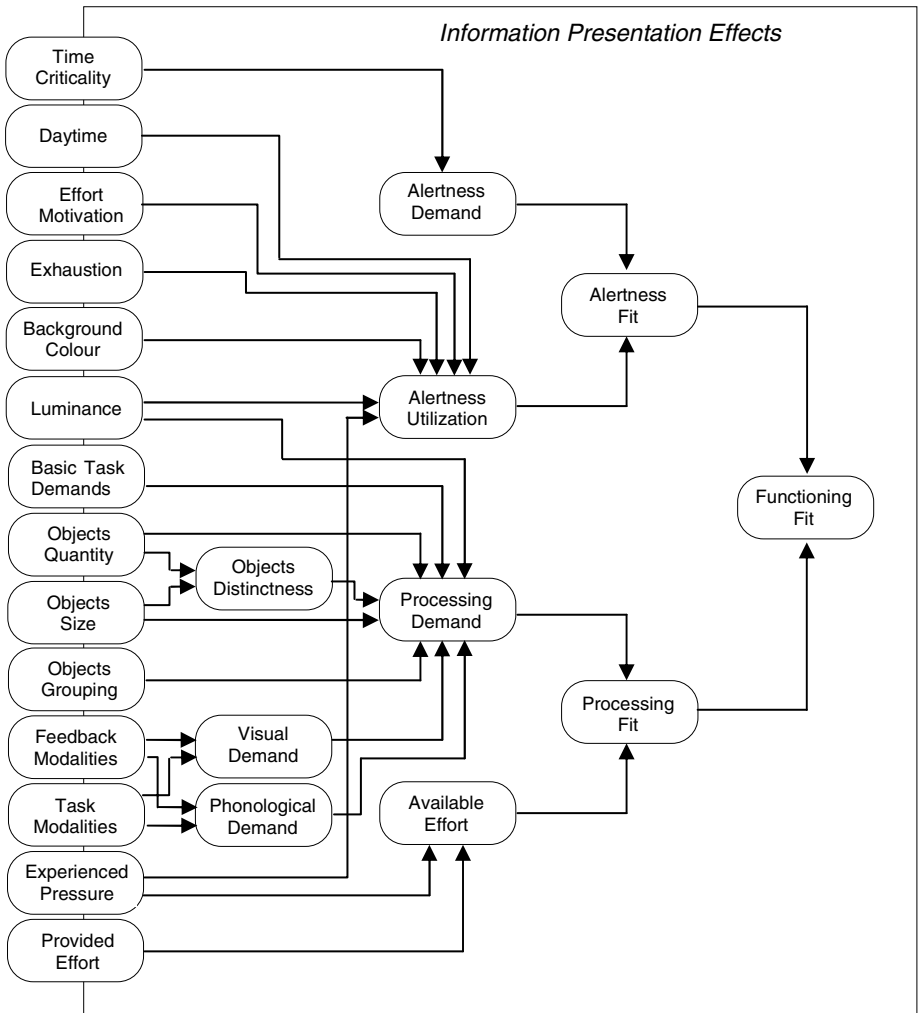 Information Presentation Effects
Time
Criticality
Daytime
Effort
Motivation
Exhaustion
Background
Colour
Luminance
Basic Task
Demands
Objects
Quantity
Objects
Size
Objects
Grouping
Feedback
Modalities
Task
Modalities
Experienced
Pressure
Provided
Effort
Objects
Distinctness
Visual
Demand
Phonological
Demand
Alertness
Demand
Alertness
Utilization
Processing
Demand
Available
Effort
Alertness
Fit
Processing
Fit
Functioning
Fit